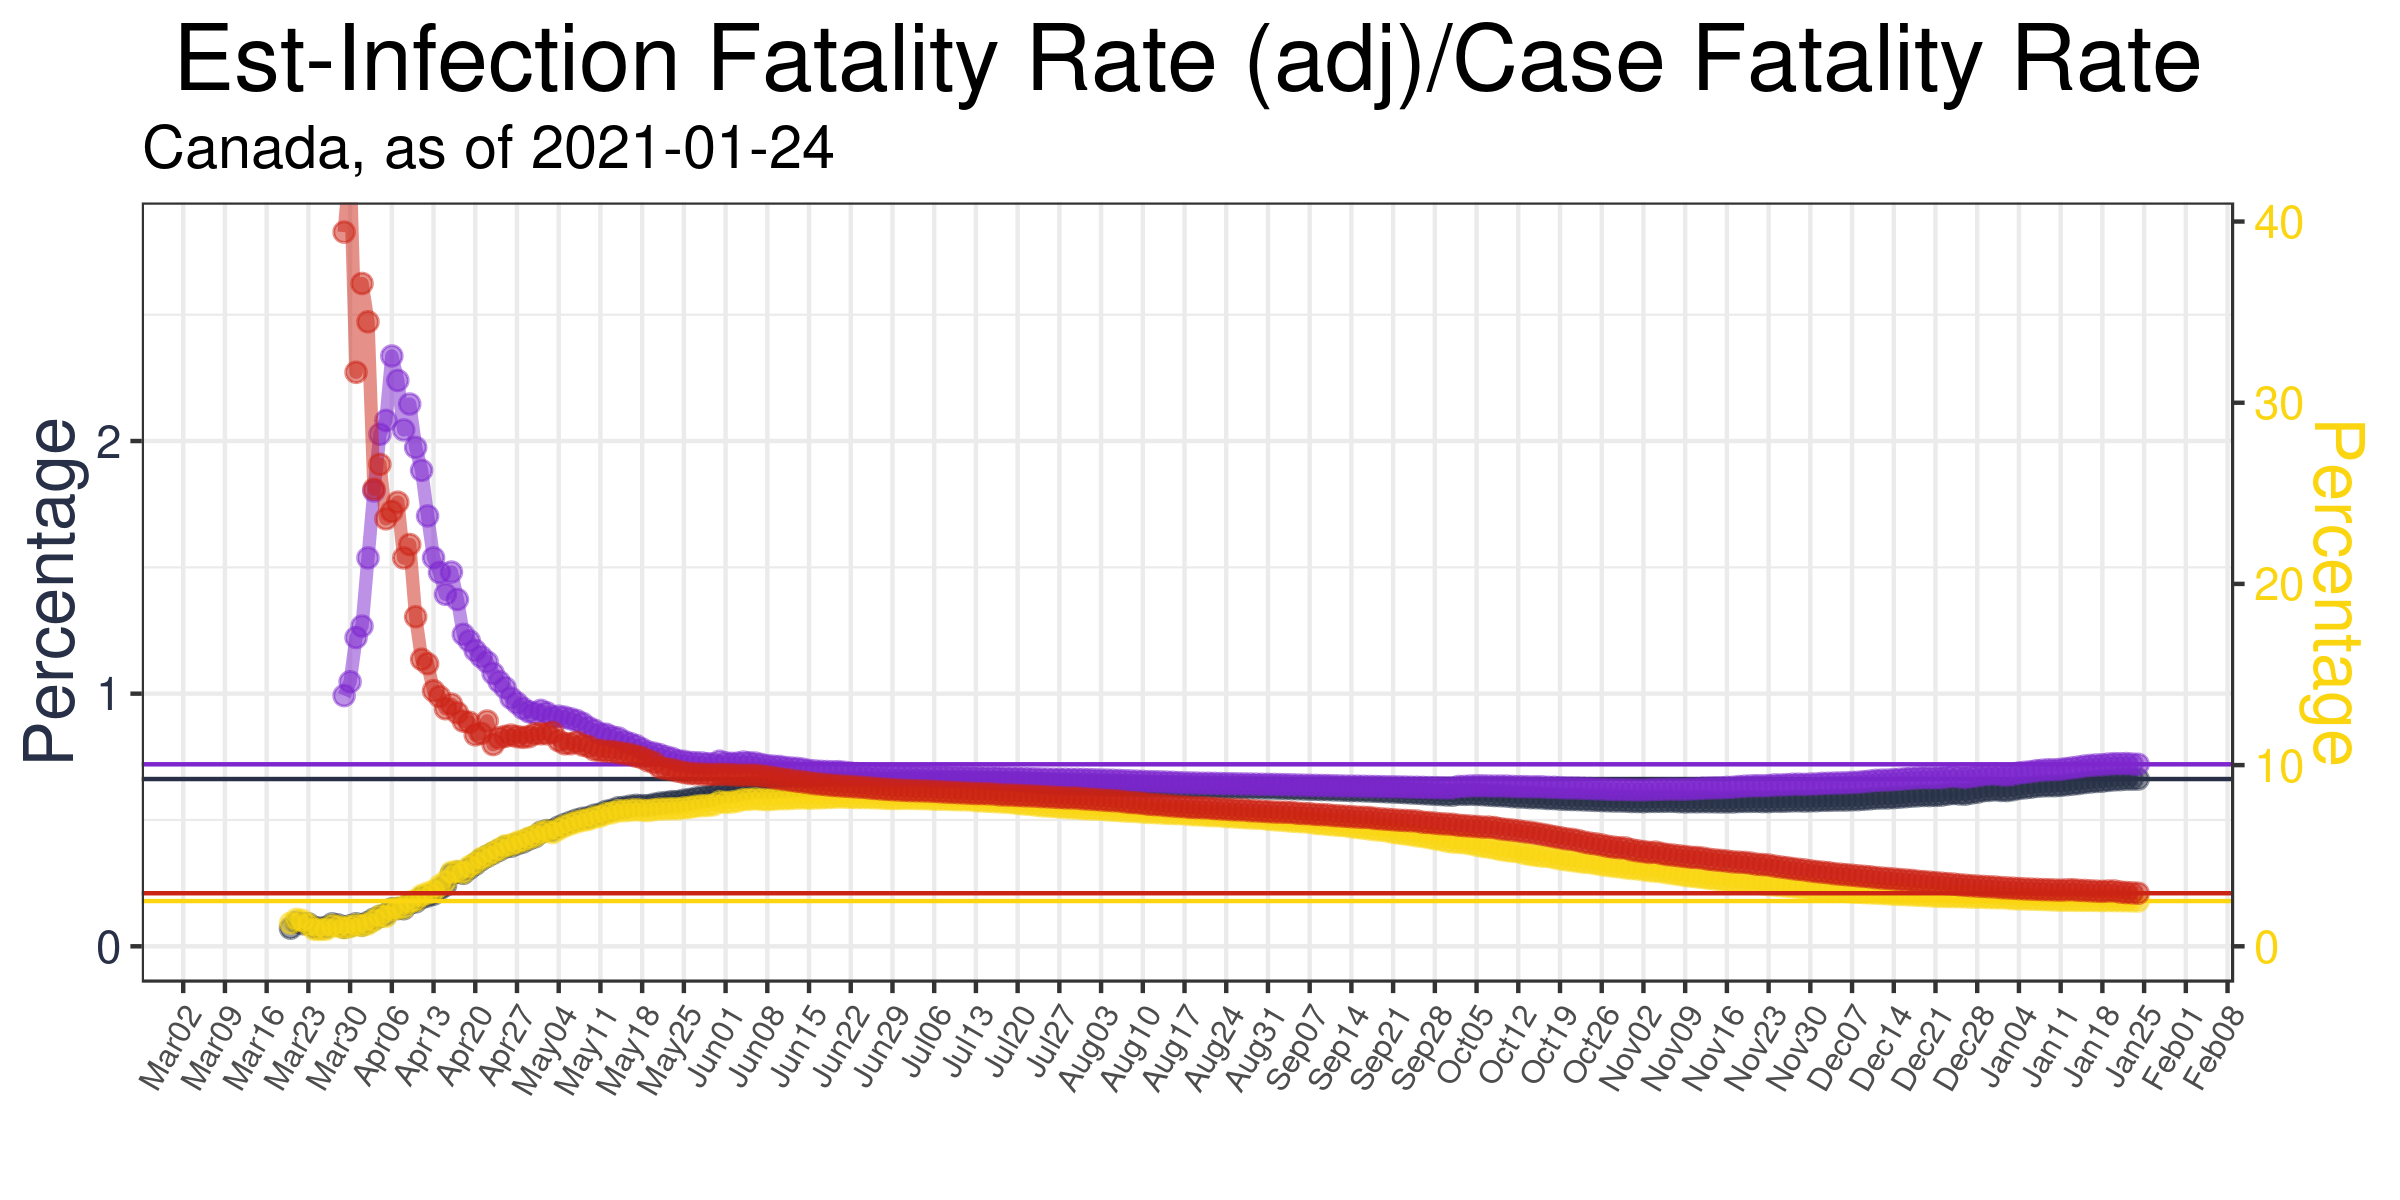 Est-Infection Fatality Rate (adj)/Case Fatality Rate
Canada, as of 2021-01-24
Percentage
2
1
0
40
30
20
10
0
Percentage
Mar02
Mar09
Mar16
Mar23
Mar30
Apr06
Apr13
Apr20
Apr27
May04
May11
May18
May25
Jun01
Jun08
Jun15
Jun22
Jun29
Jul06
Jul13
Jul20
Jul27
Aug03
Aug10
Aug17
Aug24
Aug31
Sep07
Sep14
Sep21
Sep28
Oct05
Oct12
Oct19
Oct26
Nov02
Nov09
Nov16
Nov23
Nov30
Dec07
Dec14
Dec21
Dec28
Jan04
Jan11
Jan18
Jan25
Feb01
Feb08